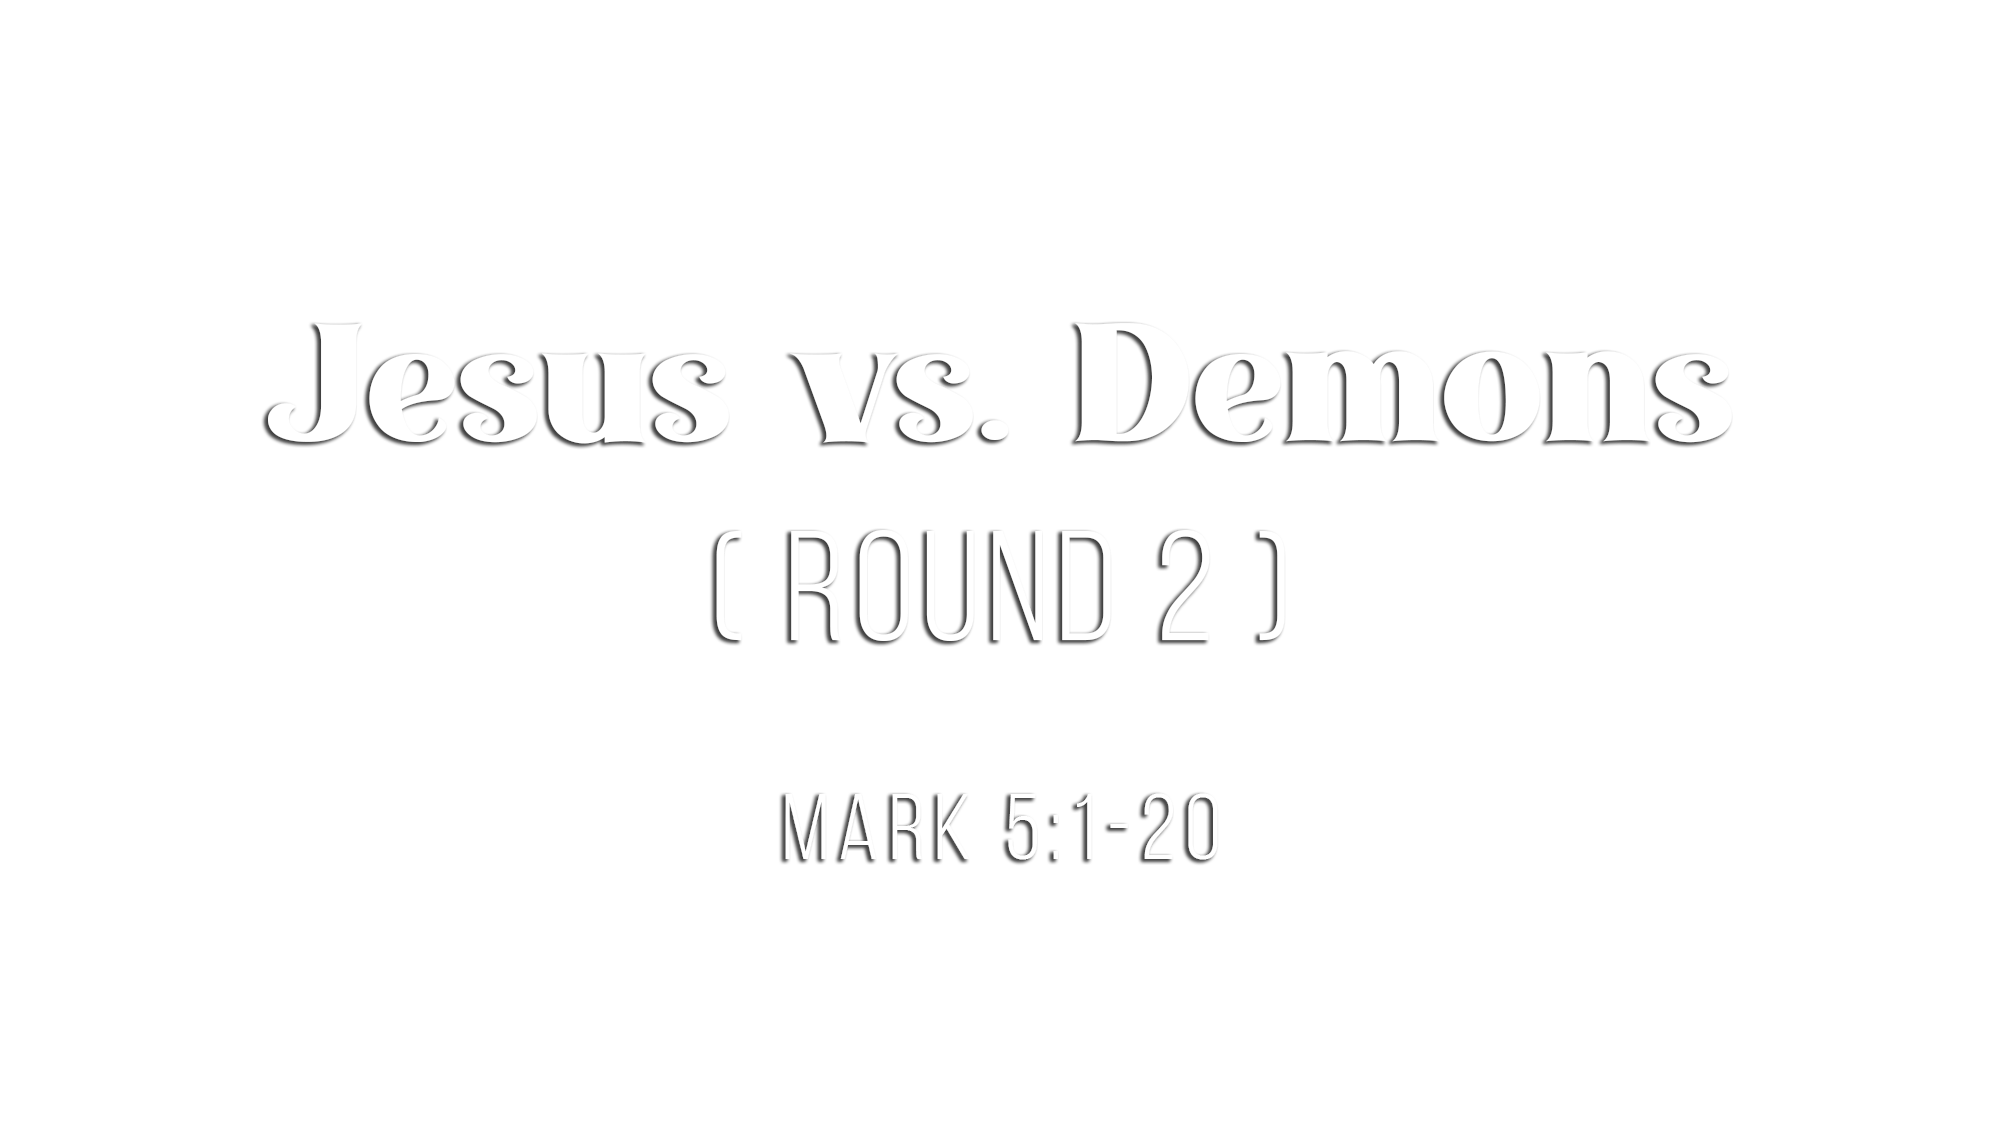 Jesus vs. Demons
( ROUND 2 )
MARK 5:1-20